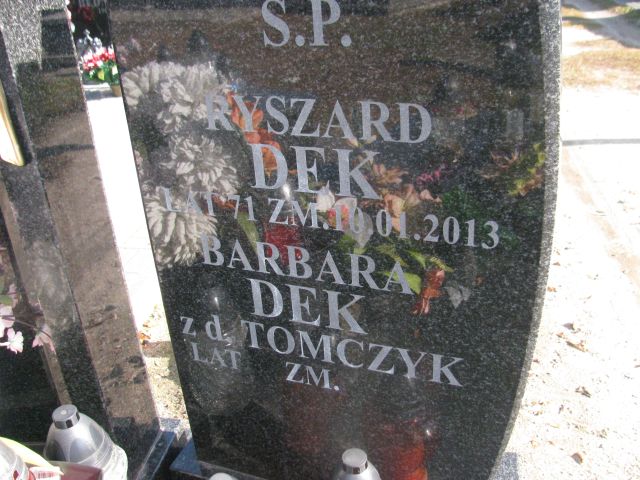 S.P.
RYSZARD
DEK
LAT 71 ZM.10.01.2013
BARBARA
DEK
z d. TOMCZYK
LAT ZM.